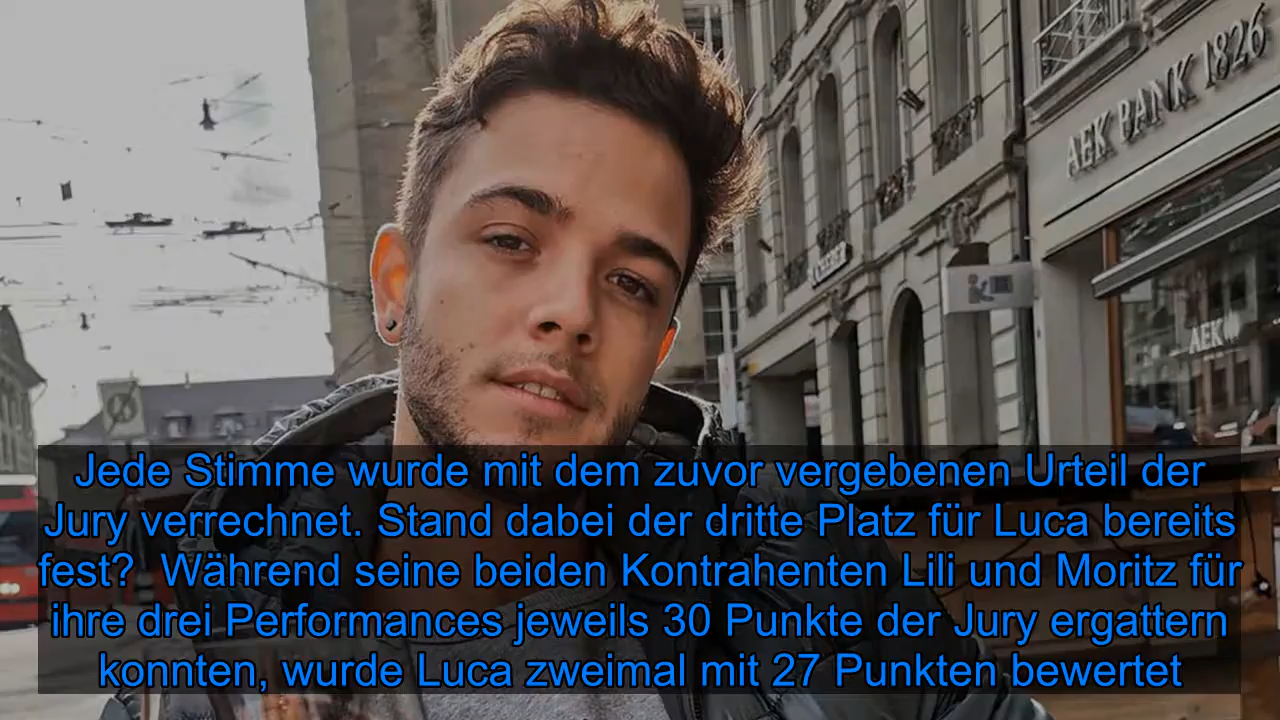 AEK BANK 1826
AEK
Jede Stimme wurde mit dem zuvor vergebenen Urteil der
Jury verrechnet. Stand dabei der dritte Platz für Luca bereits
fest?  Während seine beiden Kontrahenten Lili und Moritz für
ihre drei Performances jeweils 30 Punkte der Jury ergattern
konnten, wurde Luca zweimal mit 27 Punkten bewertet